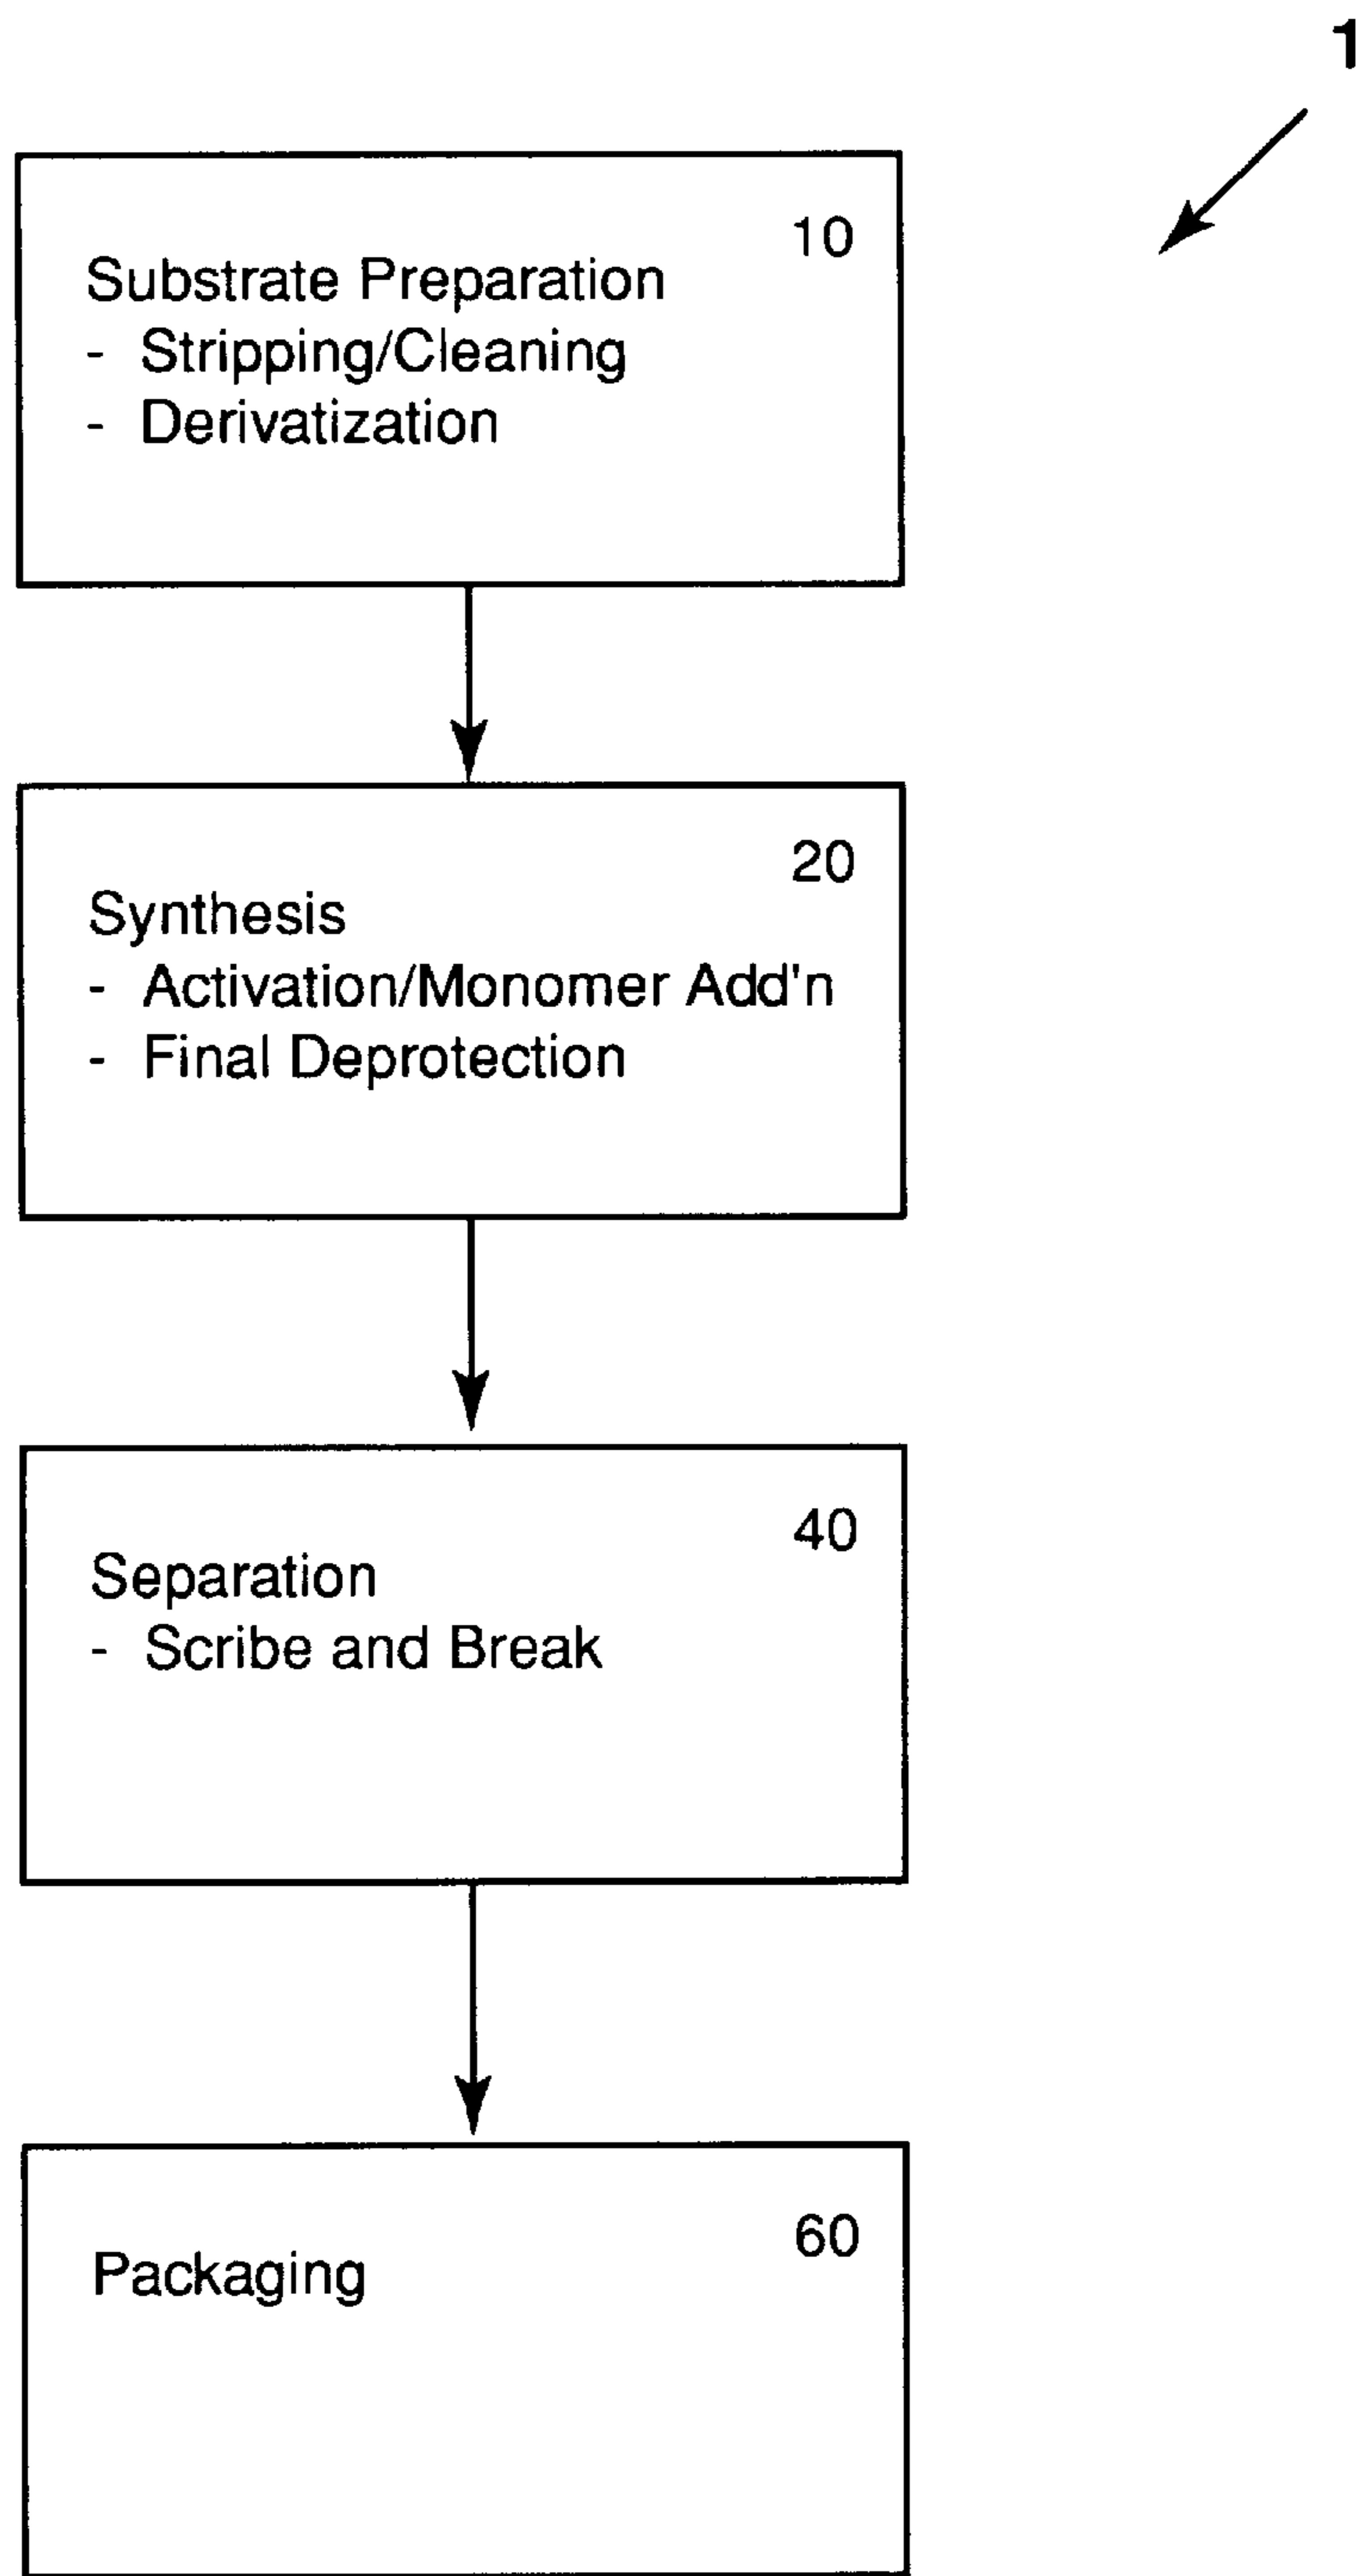 1
10
Substrate Preparation
- Stripping/Cleaning
- Derivatization
20
Synthesis
- Activation/Monomer Add'n
- Final Deprotection
40
Separation
- Scribe and Break
60
Packaging